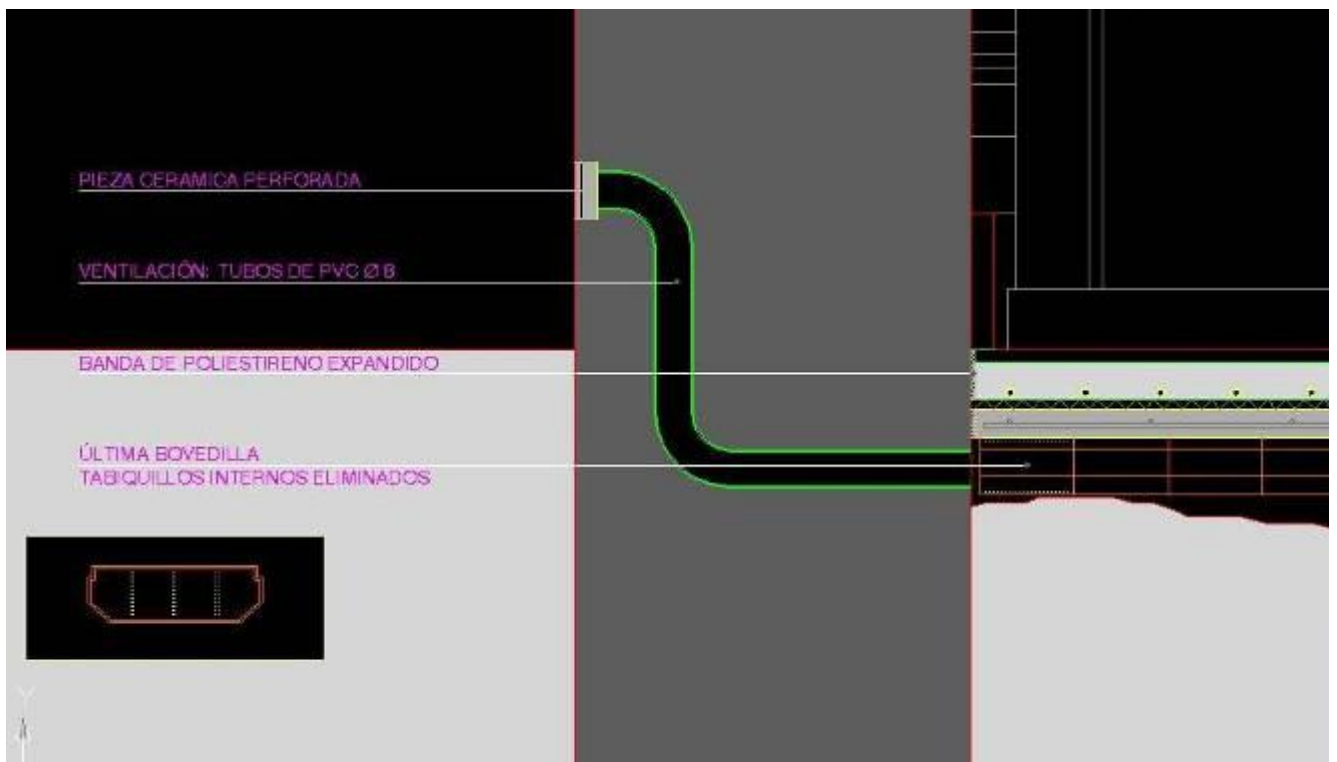 PIEZA CERAMICA PERFORADA
VENTILACIÓN: TUBOS DE PVC Ø 8
BANDA DE POLIESTIRENO EXPANDIDO
ÚLTIMA BOVEDILLA
TABIQUILLOS INTERNOS ELIMINADOS
Y